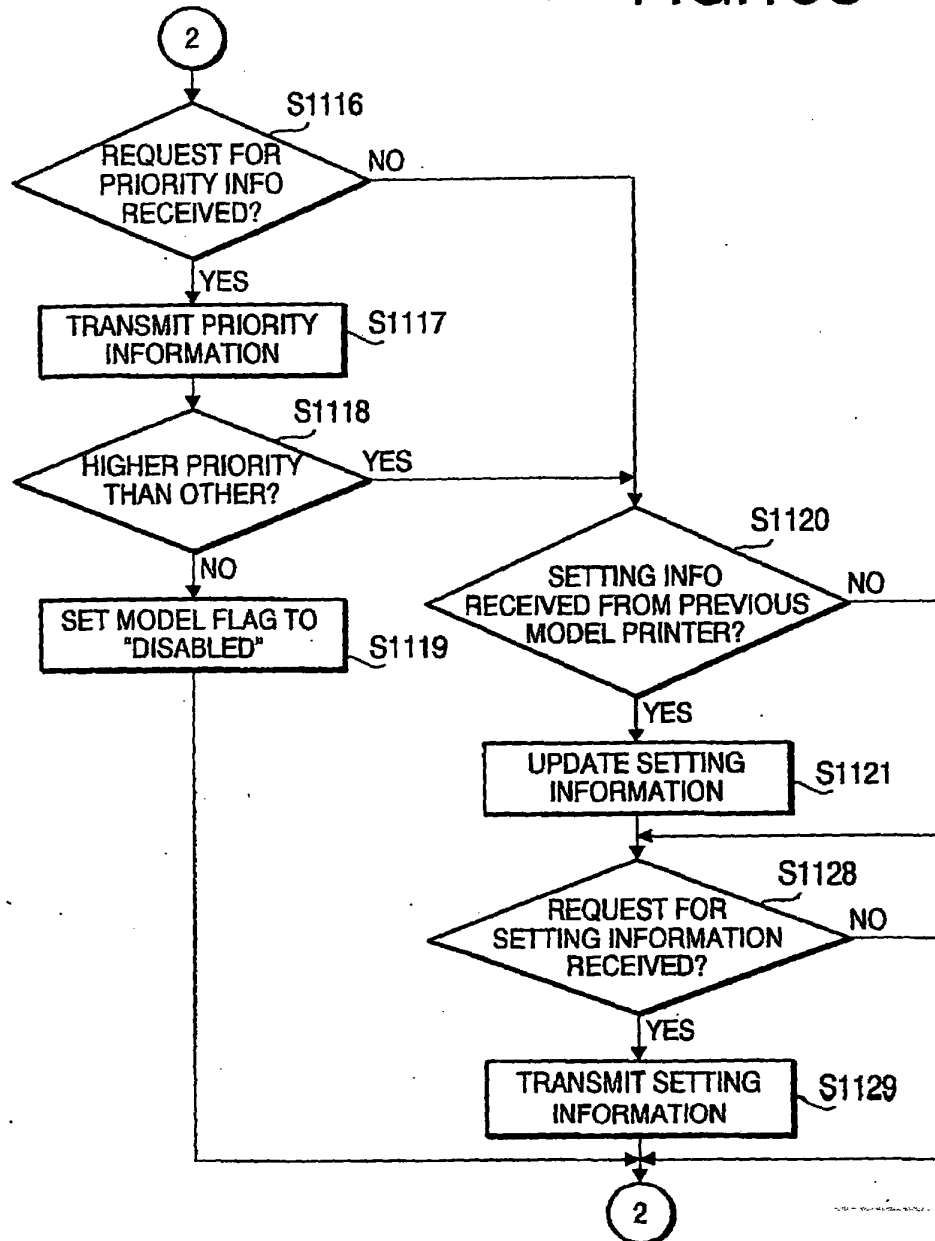 2
S1116
REQUEST FOR
PRIORITY INFO
RECEIVED?
NO
YES
TRANSMIT PRIORITY
INFORMATION
S1117
S1118
HIGHER PRIORITY
THAN OTHER?
YES
NO
SET MODEL FLAG TO
"DISABLED"
S1119
S1120
SETTING INFO
RECEIVED FROM PREVIOUS
MODEL PRINTER?
NO
YES
UPDATE SETTING
INFORMATION
S1121
S1128
REQUEST FOR
SETTING INFORMATION
RECEIVED?
NO
YES
TRANSMIT SETTING
INFORMATION
S1129
2